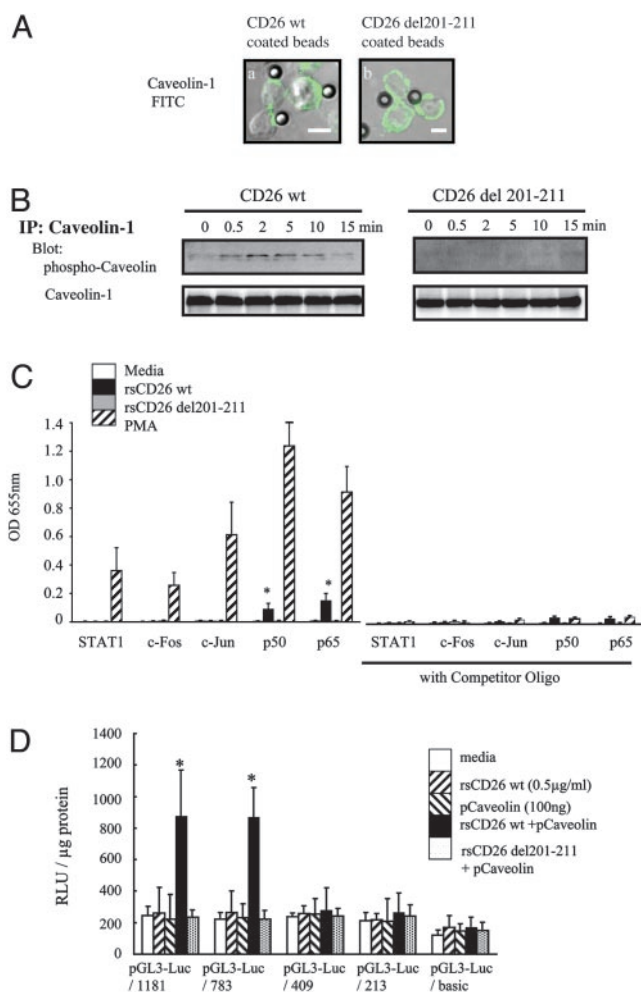 A
CD26 wt
coated beads
CD26 del201-211
coated beads
Caveolin-1
FITC
a
b
B
CD26 wt
CD26 del 201-211
IP: Caveolin-1
0 0.5 2 5 10 15 min
0 0.5 2 5 10 15 min
Blot:
phospho-Caveolin
Caveolin-1
C
Media
rsCD26 wt
rsCD26 del201-211
PMA
OD 655nm
1.4
1.2
1.0
0.8
0.6
0.4
0.2
0
* *
STAT1 c-Fos c-Jun p50 p65
STAT1 c-Fos c-Jun p50 p65
with Competitor Oligo
D
RLU / µg protein
1400
1200
1000
800
600
400
200
0
* *
media
rsCD26 wt (0.5µg/ml)
pCaveolin (100ng)
rsCD26 wt +pCaveolin
rsCD26 del201-211
+ pCaveolin
pGL3-Luc pGL3-Luc pGL3-Luc pGL3-Luc pGL3-Luc
/ 1181 / 783 / 409 / 213 / basic